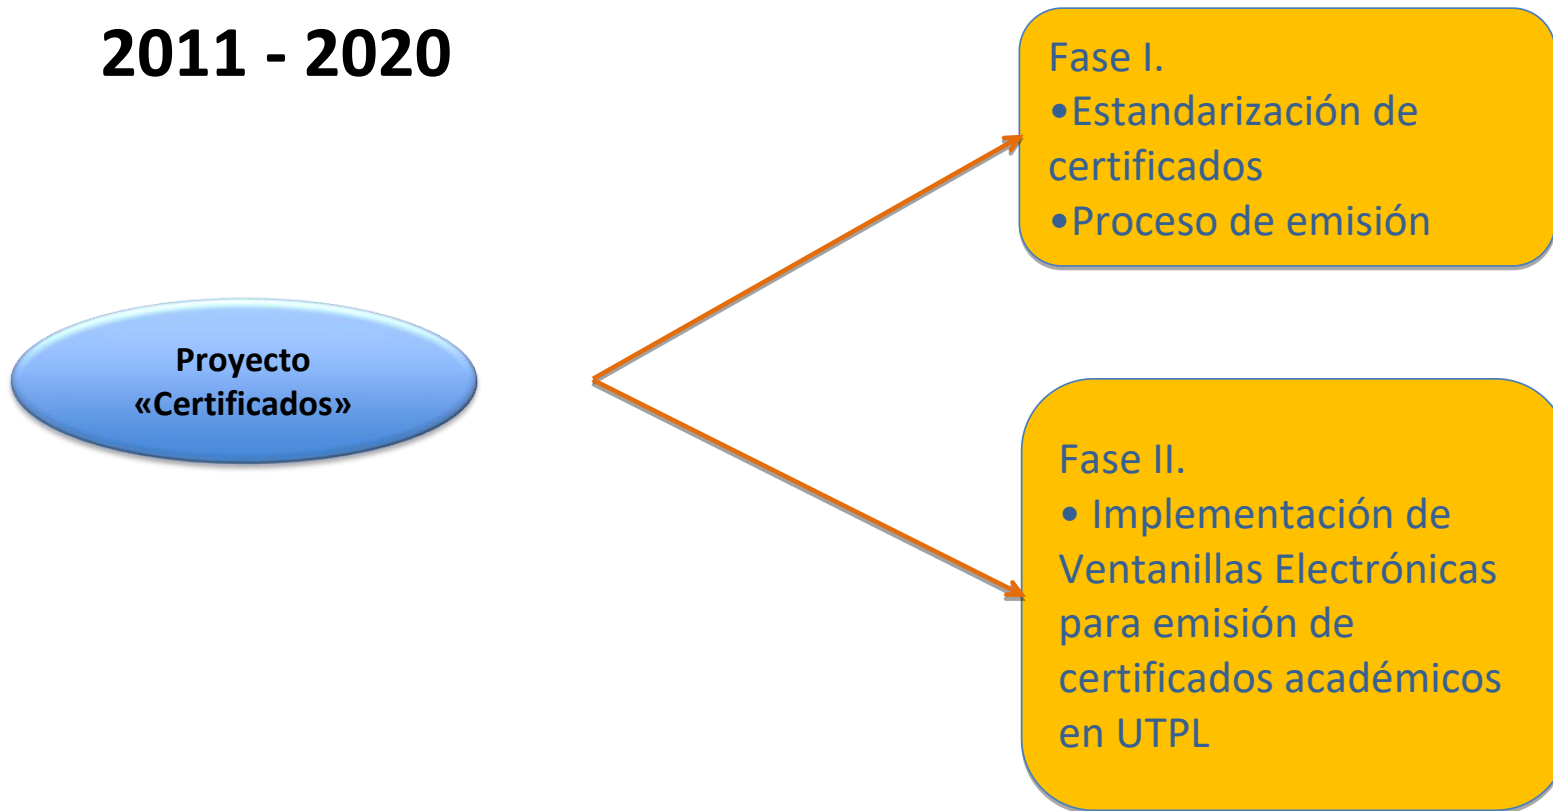 2011 - 2020
Fase I.
•Estandarización de
certificados
•Proceso de emisión
Proyecto
«Certificados»
Fase II.
• Implementación de
Ventanillas Electrónicas
para emisión de
certificados académicos
en UTPL